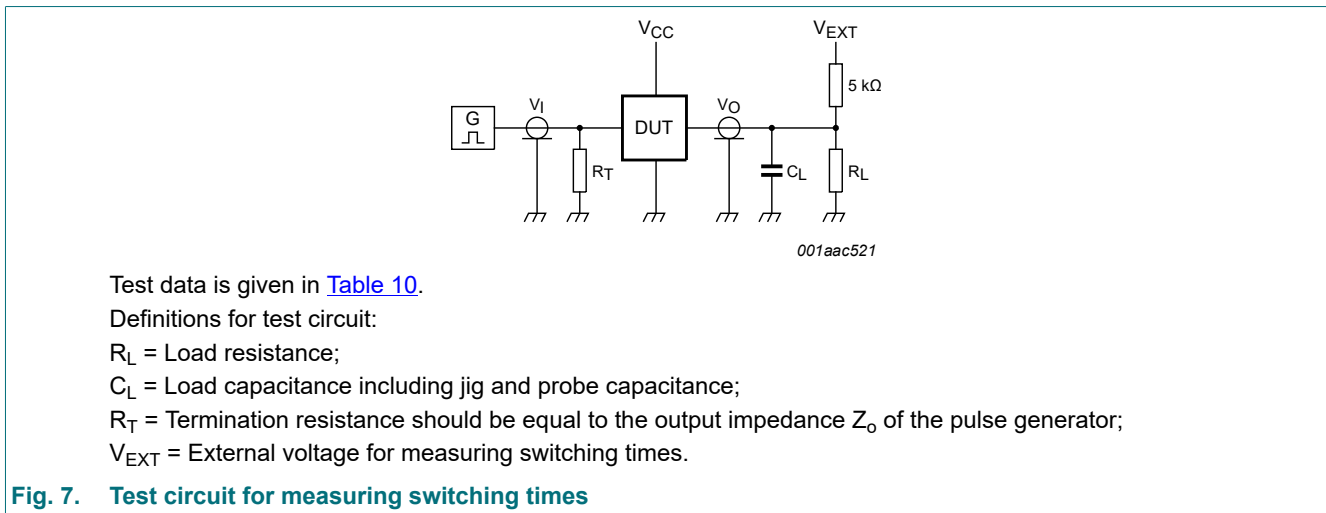 VCC
VEXT
5 kΩ
G
VI
DUT
VO
RT
CL
RL
001aac521
Test data is given in Table 10.
Definitions for test circuit:
RL = Load resistance;
CL = Load capacitance including jig and probe capacitance;
RT = Termination resistance should be equal to the output impedance Zo of the pulse generator;
VEXT = External voltage for measuring switching times.
Fig. 7. Test circuit for measuring switching times